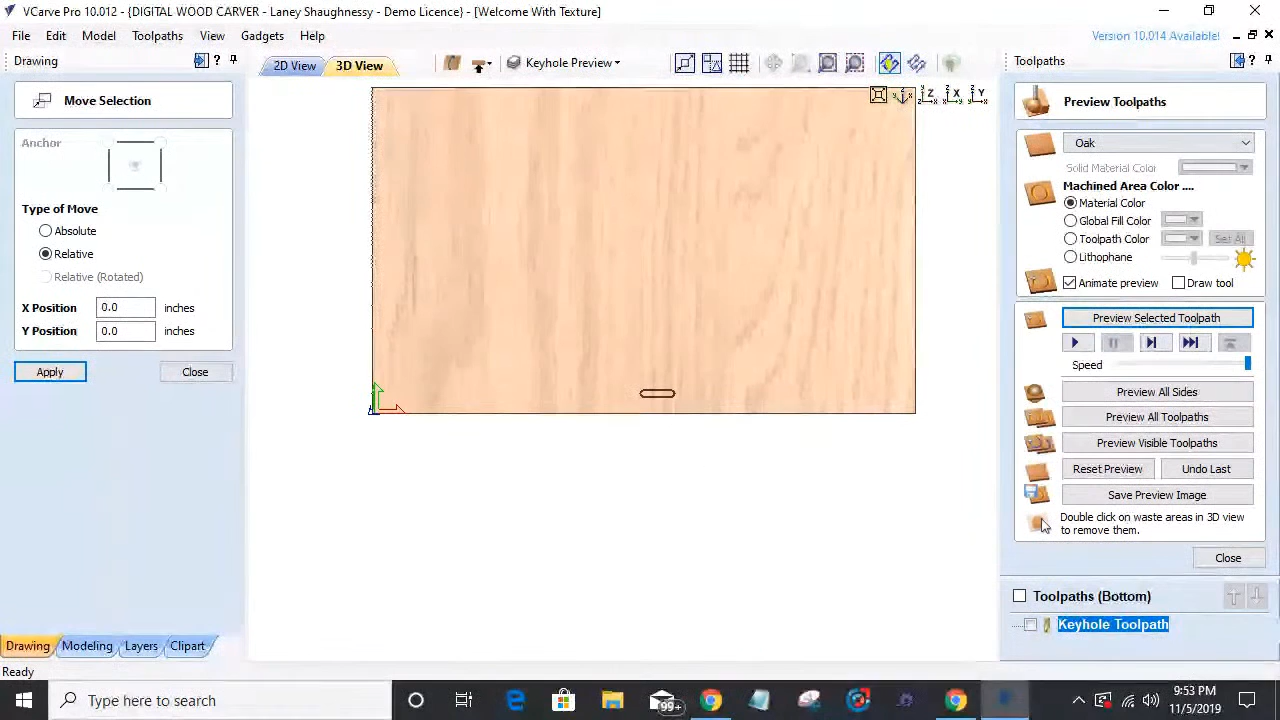 VCarve Pro 10.012 - {DIGITAL WOOD CARVER - Laney Shaughnessy - Demo Licence} - [Welcome With Texture]
File Edit Model Toolpaths View Gadgets Help
Version 10.014 Available!
Drawing
2D View
3D View
Keyhole Preview
Toolpaths
Move Selection
Anchor
Type of Move
Absolute
Relative
Relative (Rotated)
X Position 0.0 inches
Y Position 0.0 inches
Apply
Close
Z X Y
Preview Toolpaths
Oak
Solid Material Color
Machined Area Color ....
Material Color
Global Fill Color
Toolpath Color Set All
Lithophane
Animate preview Draw tool
Preview Selected Toolpath
Speed
Preview All Sides
Preview All Toolpaths
Preview Visible Toolpaths
Reset Preview Undo Last
Save Preview Image
Double click on waste areas in 3D view
to remove them.
Close
Toolpaths (Bottom)
Keyhole Toolpath
Drawing Modeling Layers Clipart
Ready
Type here to search
99+
9:53 PM
11/5/2019